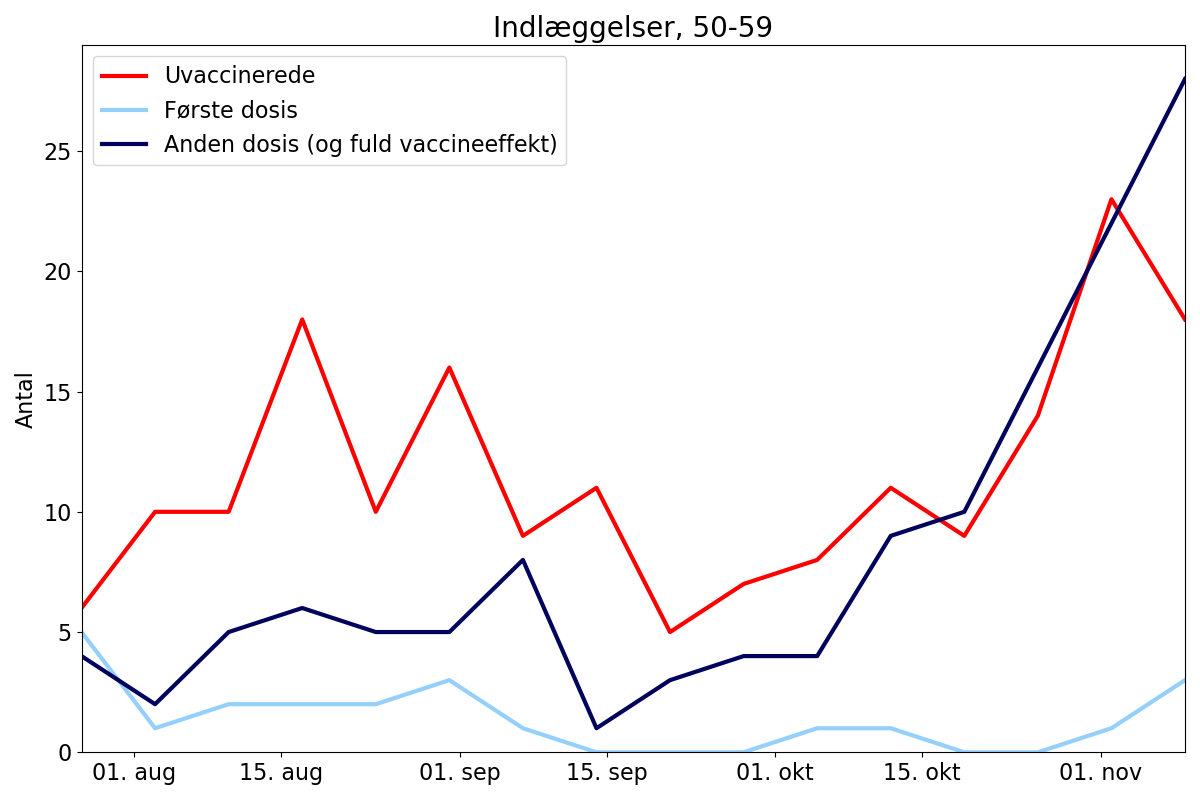 Indlæggelser, 50-59
Uvaccinerede
Første dosis
Anden dosis (og fuld vaccineeffekt)
Antal
25
20
15
10
5
0
01. aug 15. aug 01. sep 15. sep 01. okt 15. okt 01. nov